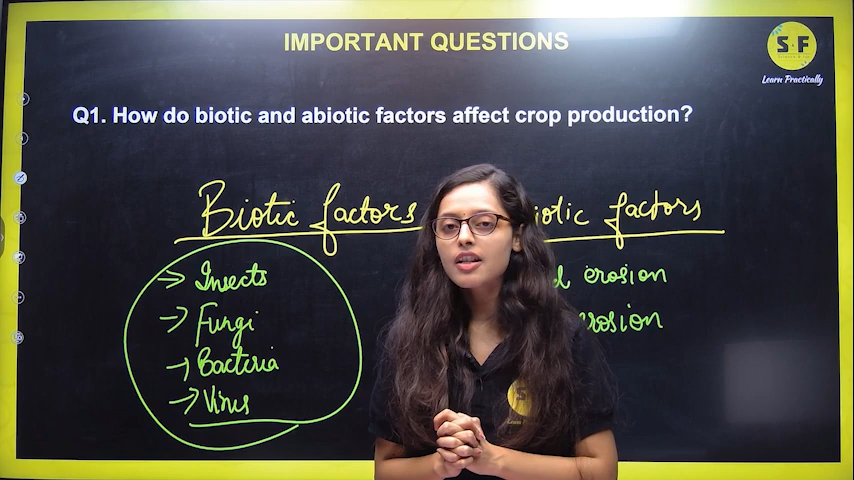 IMPORTANT QUESTIONS
S F
Learn Practically
Q1. How do biotic and abiotic factors affect crop production?
Biotic factors
iotic factors
→ Insects
erosion
→ Fungi
rosion
→ Bacteria
→ Virus
S F